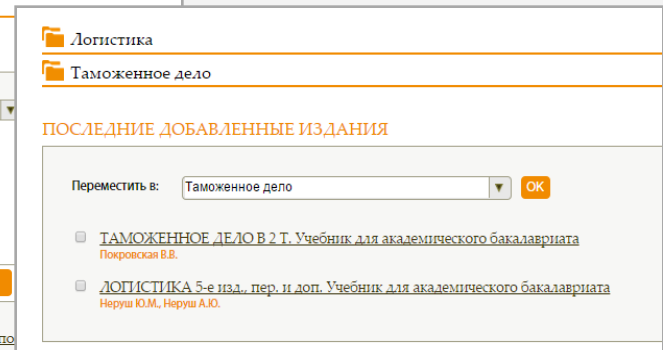 Логистика
Таможенное дело
ПОСЛЕДНИЕ ДОБАВЛЕННЫЕ ИЗДАНИЯ
Переместить в: Таможенное дело OK
ТАМОЖЕННОЕ ДЕЛО В 2 Т. Учебник для академического бакалавриата
Покровская В.В.
ЛОГИСТИКА 5-е изд., пер. и доп. Учебник для академического бакалавриата
Неруш Ю.М., Неруш А.Ю.
по